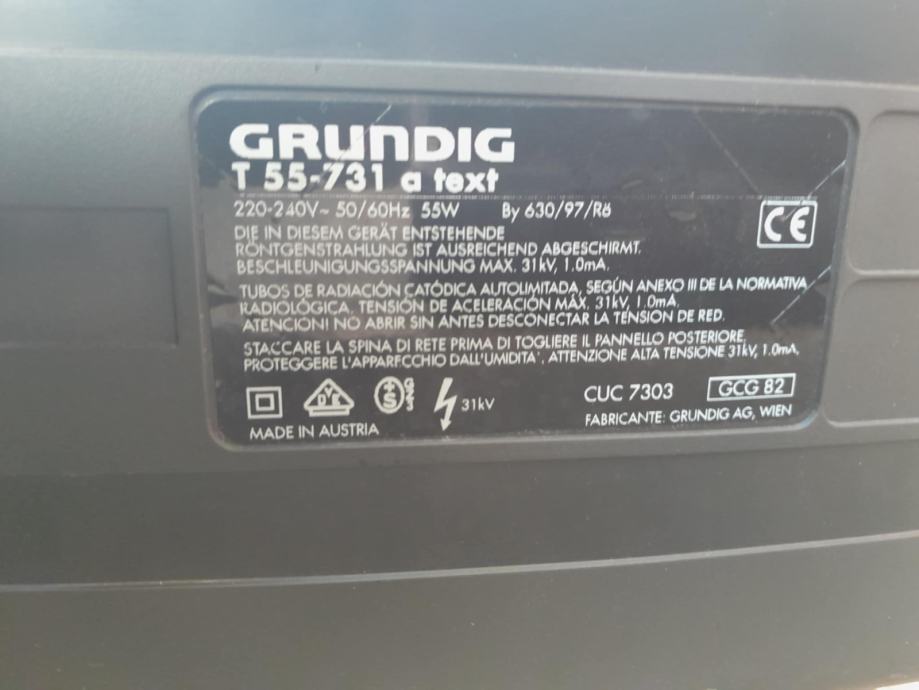 GRUNDIG
T 55-731 a text
220-240V~ 50/60Hz 55W By 630/97/Rö
DIE IN DIESEM GERÄT ENTSTEHENDE
RÖNTGENSTRAHLUNG IST AUSREICHEND ABGESCHIRMT.
BESCHLEUNIGUNGSSPANNUNG MAX. 31kV, 1.0mA.
TUBOS DE RADIACIÓN CATÓDICA AUTOLIMITADA, SEGÚN ANEXO III DE LA NORMATIVA
RADIOLÓGICA. TENSIÓN DE ACELERACIÓN MÁX. 31kV, 1.0mA.
ATENCION! NO ABRIR SIN ANTES DESCONECTAR LA TENSION DE RED.
STACCARE LA SPINA DI RETE PRIMA DI TOGLIERE IL PANNELLO POSTERIORE,
PROTEGGERE L'APPARECCHIO DALL'UMIDITA', ATTENZIONE ALTA TENSIONE 31kV, 1.0mA,
CE
ÖVE
S
31kV
CUC 7303 GCG 82
MADE IN AUSTRIA
FABRICANTE: GRUNDIG AG, WIEN